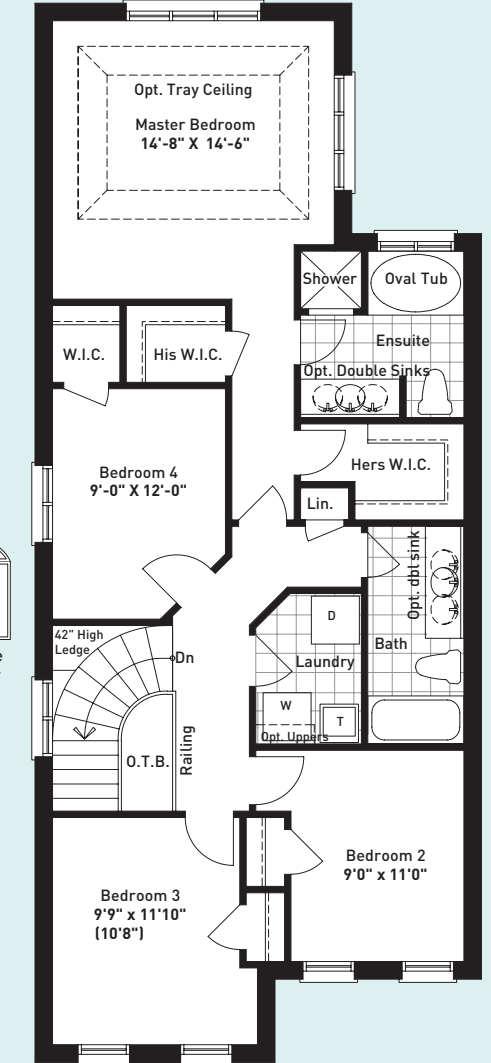 Opt. Tray Ceiling
Master Bedroom
14'-8" X 14'-6"
Shower
Oval Tub
Ensuite
Opt. Double Sinks
W.I.C.
His W.I.C.
Hers W.I.C.
Bedroom 4
9'-0" X 12'-0"
Lin.
Opt. dbl sink
Bath
42" High
Ledge
Dn
D
Laundry
W
T
Opt. Uppers
O.T.B.
Railing
Bedroom 2
9'0" x 11'0"
Bedroom 3
9'9" x 11'10"
(10'8")